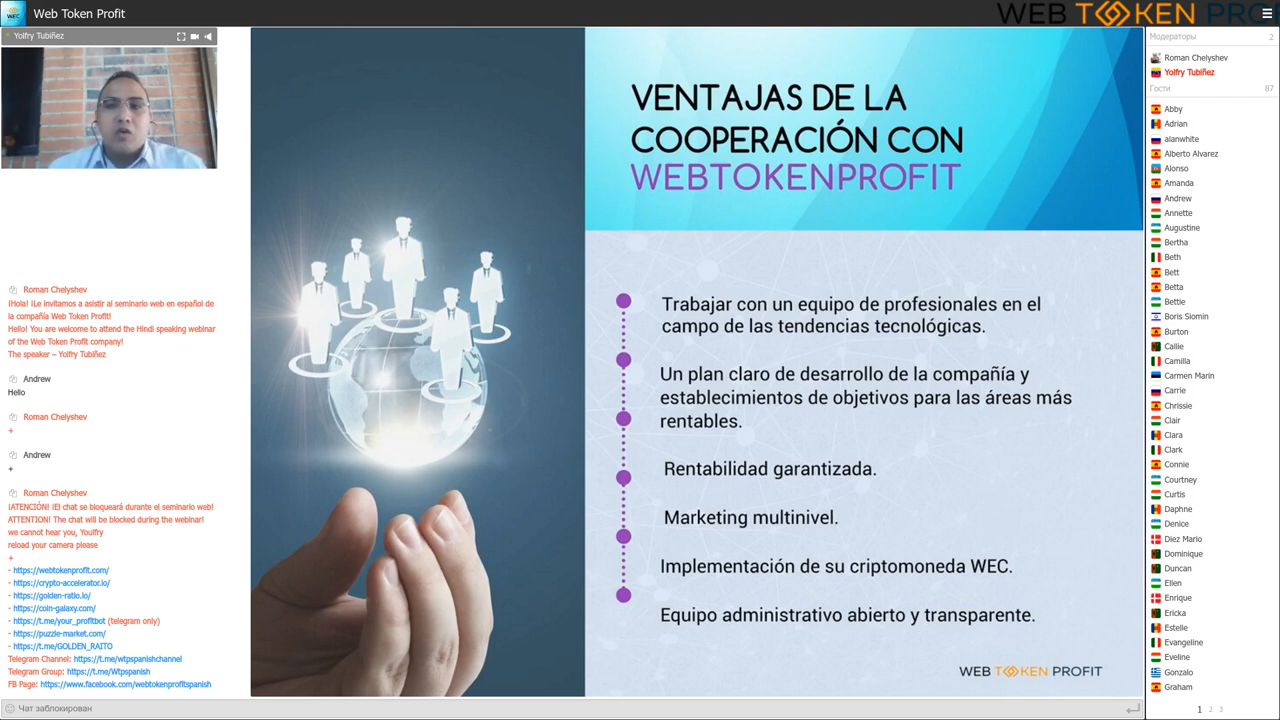 Web Token Profit
WEB TOKEN PRO
Yolfry Tubiñez
Roman Chelyshev
¡Hola! ¡Le invitamos a asistir al seminario web en español de
la compañía Web Token Profit!
Hello! You are welcome to attend the Hindi speaking webinar
of the Web Token Profit company!
The speaker – Yolfry Tubiñez
Andrew
Hello
Roman Chelyshev
+
Andrew
+
Roman Chelyshev
¡ATENCIÓN! ¡El chat se bloqueará durante el seminario web!
ATTENTION! The chat will be blocked during the webinar!
we cannot hear you, Youlfry
reload your camera please
+
- https://webtokenprofit.com/
- https://crypto-accelerator.io/
- https://golden-ratio.io/
- https://coin-galaxy.com/
- https://t.me/your_profitbot (telegram only)
- https://puzzle-market.com/
- https://t.me/GOLDEN_RAITO
Telegram Channel: https://t.me/wtpspanishchannel
Telegram Group: https://t.me/Wtpspanish
FB Page: https://www.facebook.com/webtokenprofitspanish
Чат заблокирован
VENTAJAS DE LA
COOPERACIÓN CON
WEBTOKENPROFIT
Trabajar con un equipo de profesionales en el
campo de las tendencias tecnológicas.
Un plan claro de desarrollo de la compañía y
establecimientos de objetivos para las áreas más
rentables.
Rentabilidad garantizada.
Marketing multinivel.
Implementación de su criptomoneda WEC.
Equipo administrativo abierto y transparente.
WEB TOKEN PROFIT
Модераторы 2
Roman Chelyshev
Yolfry Tubiñez
Гости 87
Abby
Adrian
alanwhite
Alberto Alvarez
Alonso
Amanda
Andrew
Annette
Augustine
Bertha
Beth
Bett
Betta
Bettie
Boris Slomin
Burton
Callie
Camilla
Carmen Marin
Carrie
Chrissie
Clair
Clara
Clark
Connie
Courtney
Curtis
Daphne
Denice
Diez Mario
Dominique
Duncan
Ellen
Enrique
Ericka
Estelle
Evangeline
Eveline
Gonzalo
Graham
1 2 3